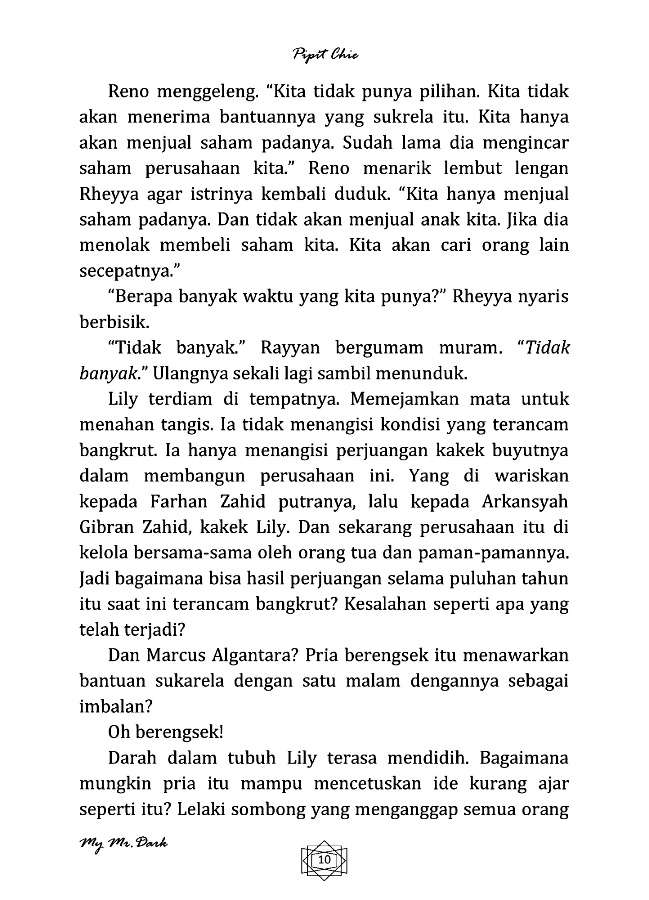 Pipit Chie
Reno menggeleng. “Kita tidak punya pilihan. Kita tidak
akan menerima bantuannya yang sukrela itu. Kita hanya
akan menjual saham padanya. Sudah lama dia mengincar
saham perusahaan kita.” Reno menarik lembut lengan
Rheyya agar istrinya kembali duduk. “Kita hanya menjual
saham padanya. Dan tidak akan menjual anak kita. Jika dia
menolak membeli saham kita. Kita akan cari orang lain
secepatnya.”
“Berapa banyak waktu yang kita punya?” Rheyya nyaris
berbisik.
“Tidak banyak.” Rayyan bergumam muram. “Tidak
banyak.” Ulangnya sekali lagi sambil menunduk.
Lily terdiam di tempatnya. Memejamkan mata untuk
menahan tangis. Ia tidak menangisi kondisi yang terancam
bangkrut. Ia hanya menangisi perjuangan kakek buyutnya
dalam membangun perusahaan ini. Yang di wariskan
kepada Farhan Zahid putranya, lalu kepada Arkansyah
Gibran Zahid, kakek Lily. Dan sekarang perusahaan itu di
kelola bersama-sama oleh orang tua dan paman-pamannya.
Jadi bagaimana bisa hasil perjuangan selama puluhan tahun
itu saat ini terancam bangkrut? Kesalahan seperti apa yang
telah terjadi?
Dan Marcus Algantara? Pria berengsek itu menawarkan
bantuan sukarela dengan satu malam dengannya sebagai
imbalan?
Oh berengsek!
Darah dalam tubuh Lily terasa mendidih. Bagaimana
mungkin pria itu mampu mencetuskan ide kurang ajar
seperti itu? Lelaki sombong yang menganggap semua orang
My Mr. Dark
10